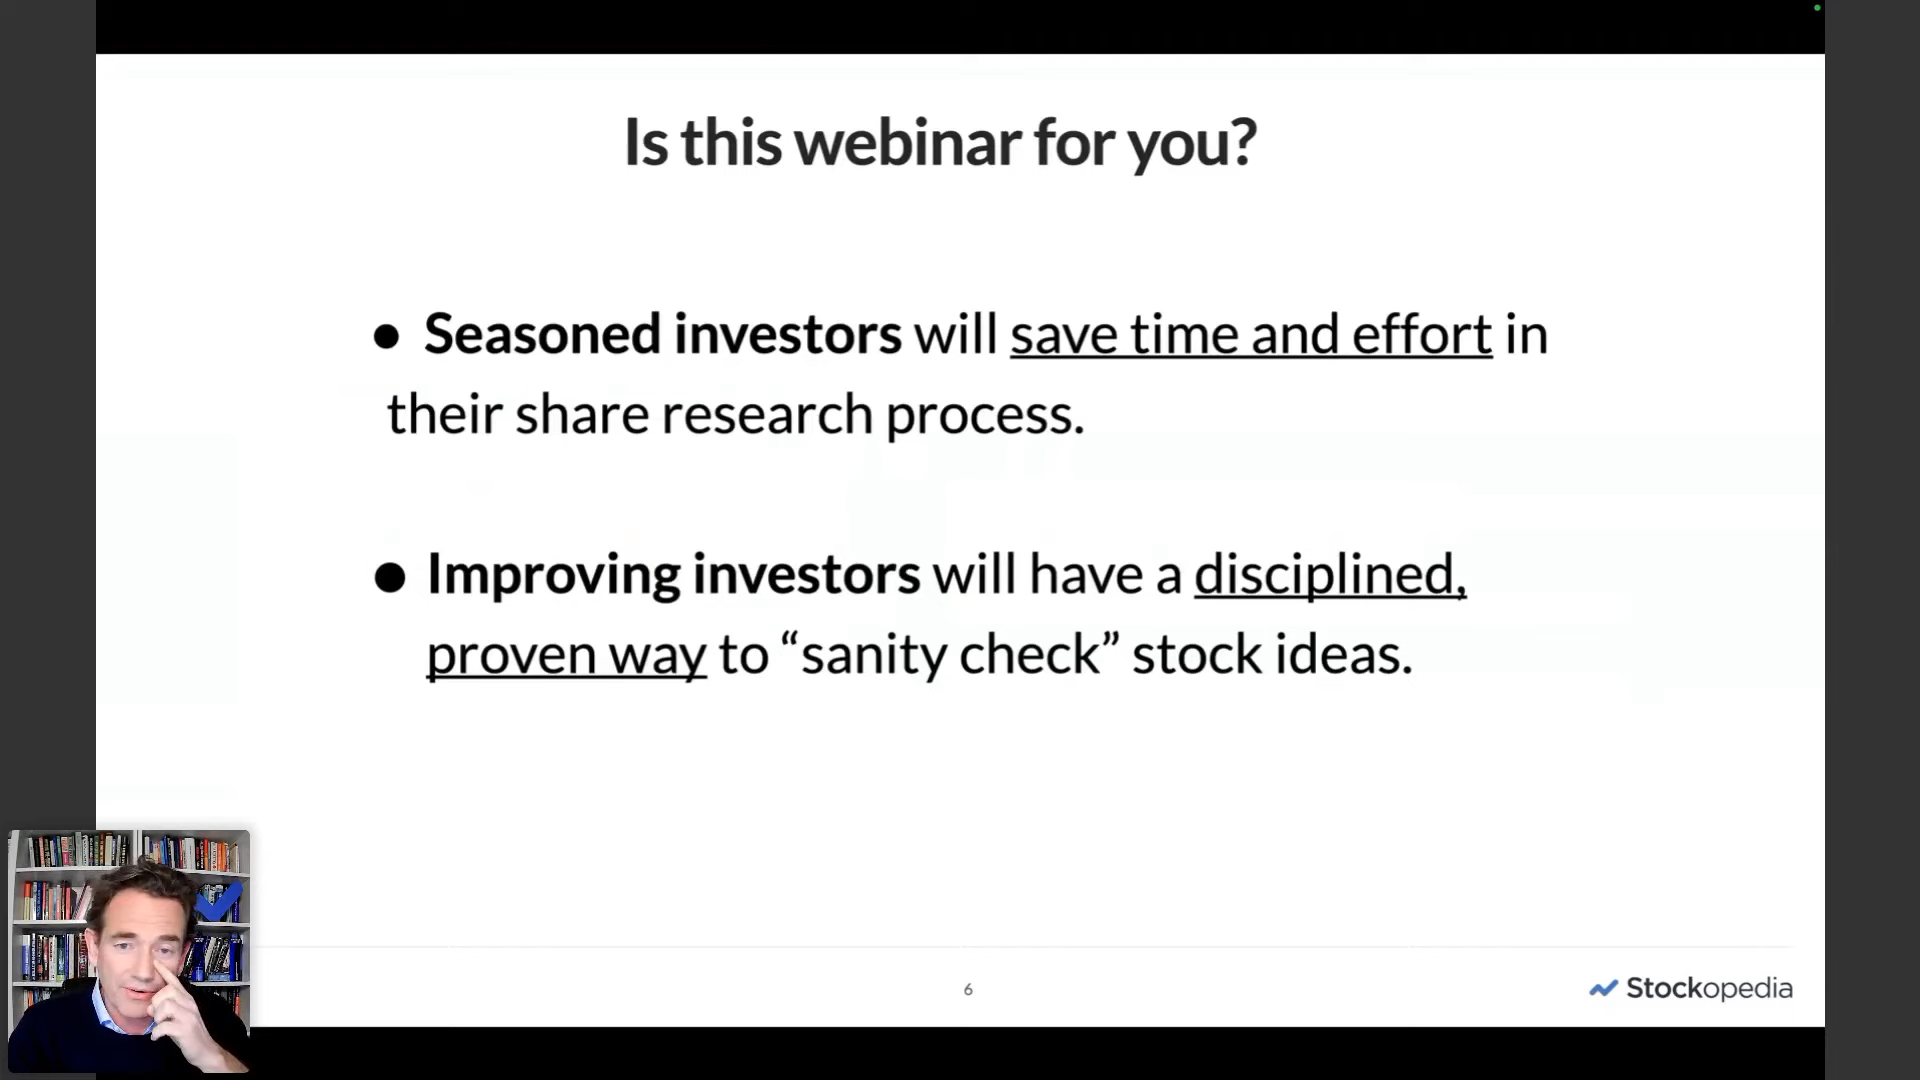 Is this webinar for you?
● Seasoned investors will save time and effort in
their share research process.
● Improving investors will have a disciplined,
proven way to “sanity check” stock ideas.
6
Stockopedia